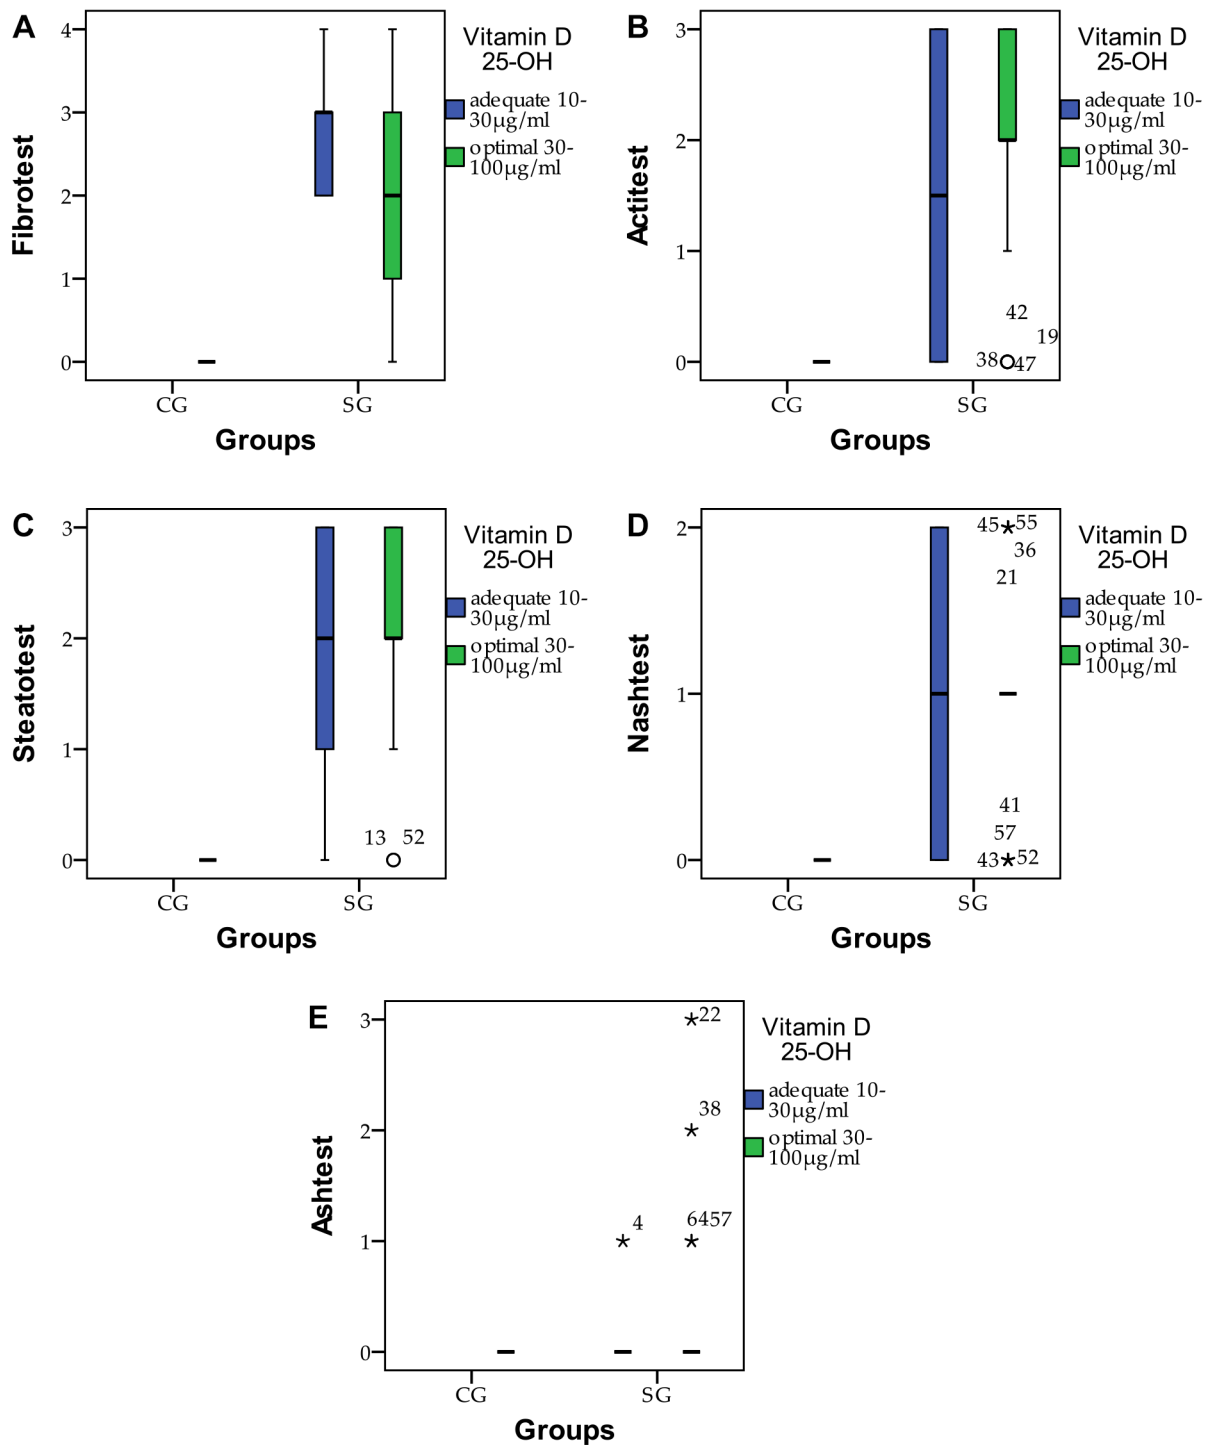 A
Fibrotest
4
3
2
1
0
CG
SG
Groups
Vitamin D
25-OH
adequate 10-
30µg/ml
optimal 30-
100µg/ml
B
Actitest
3
2
1
0
42
19
38
47
CG
SG
Groups
Vitamin D
25-OH
adequate 10-
30µg/ml
optimal 30-
100µg/ml
C
Steatotest
3
2
1
0
13 52
CG
SG
Groups
Vitamin D
25-OH
adequate 10-
30µg/ml
optimal 30-
100µg/ml
D
Nashtest
2
1
0
45 55
36
21
41
57
43 52
CG
SG
Groups
Vitamin D
25-OH
adequate 10-
30µg/ml
optimal 30-
100µg/ml
E
Ashtest
3
2
1
0
22
38
4
6457
CG
SG
Groups
Vitamin D
25-OH
adequate 10-
30µg/ml
optimal 30-
100µg/ml